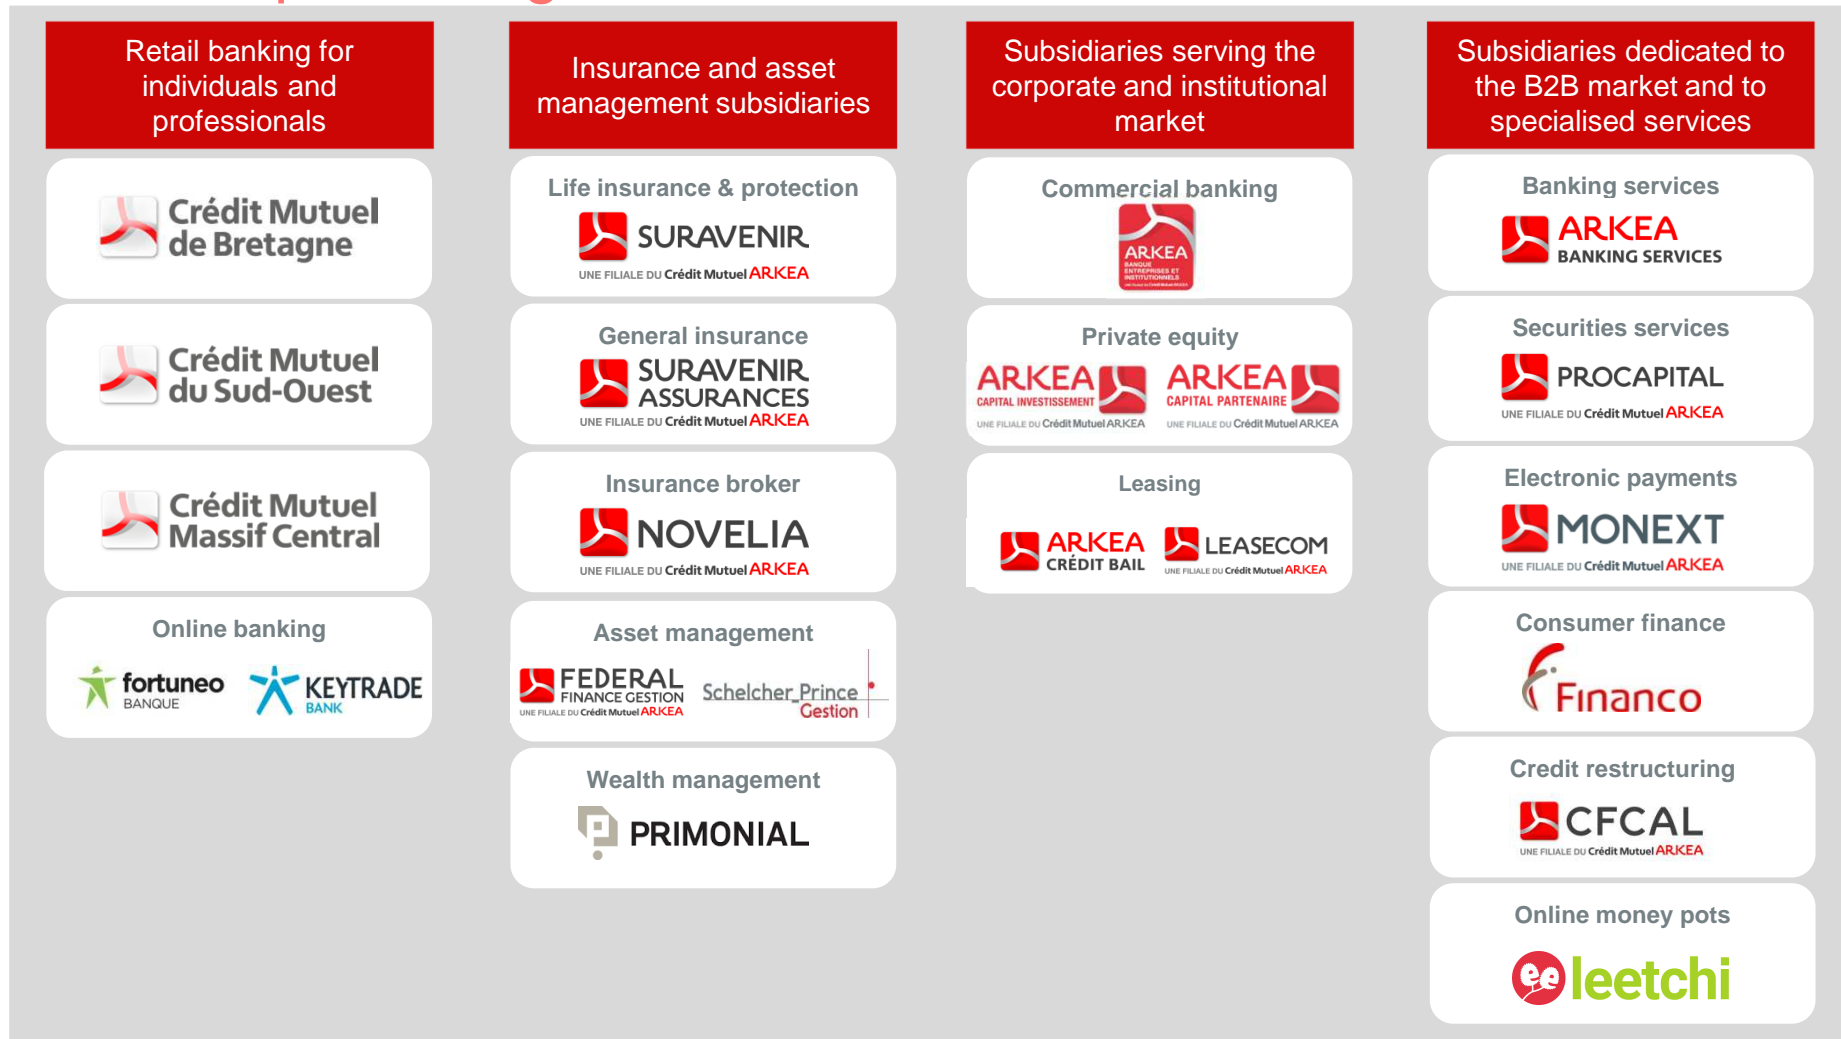 Retail banking for
individuals and
professionals
Crédit Mutuel
de Bretagne
Crédit Mutuel
du Sud-Ouest
Crédit Mutuel
Massif Central
Online banking
fortuneo
BANQUE
KEYTRADE
BANK
Insurance and asset
management subsidiaries
Life insurance & protection
SURAVENIR
UNE FILIALE DU Crédit Mutuel ARKEA
General insurance
SURAVENIR
ASSURANCES
UNE FILIALE DU Crédit Mutuel ARKEA
Insurance broker
NOVELIA
UNE FILIALE DU Crédit Mutuel ARKEA
Asset management
FEDERAL
FINANCE GESTION
UNE FILIALE DU Crédit Mutuel ARKEA
Schelcher_Prince
Gestion
Wealth management
PRIMONIAL
Subsidiaries serving the
corporate and institutional
market
Commercial banking
ARKEA
BANQUE
ENTREPRISES ET
INSTITUTIONNELS
Private equity
ARKEA
CAPITAL INVESTISSEMENT
UNE FILIALE DU Crédit Mutuel ARKEA
ARKEA
CAPITAL PARTENAIRE
UNE FILIALE DU Crédit Mutuel ARKEA
Leasing
ARKEA
CRÉDIT BAIL
LEASECOM
UNE FILIALE DU Crédit Mutuel ARKEA
Subsidiaries dedicated to
the B2B market and to
specialised services
Banking services
ARKEA
BANKING SERVICES
Securities services
PROCAPITAL
UNE FILIALE DU Crédit Mutuel ARKEA
Electronic payments
MONEXT
UNE FILIALE DU Crédit Mutuel ARKEA
Consumer finance
Financo
Credit restructuring
CFCAL
UNE FILIALE DU Crédit Mutuel ARKEA
Online money pots
leetchi